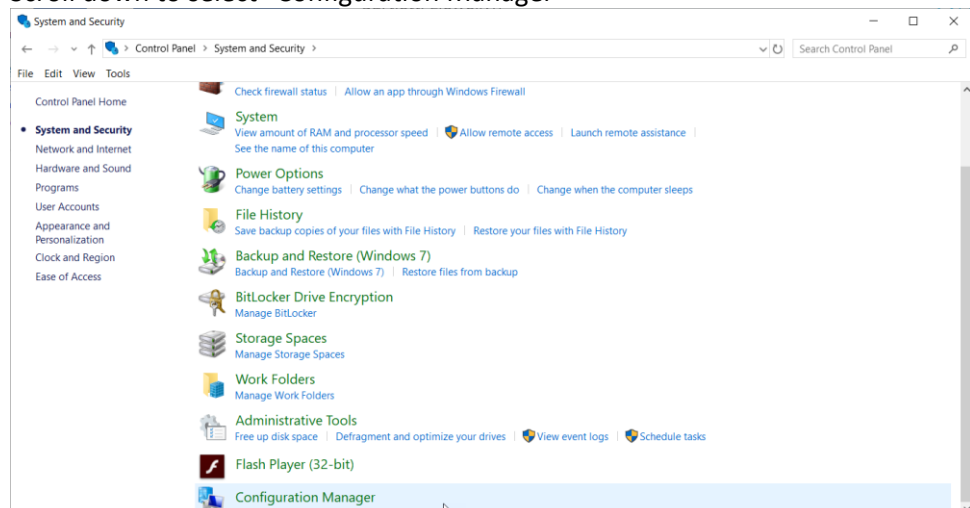 System and Security
Control Panel > System and Security >
Search Control Panel
File Edit View Tools
Control Panel Home
System and Security
Network and Internet
Hardware and Sound
Programs
User Accounts
Appearance and
Personalization
Clock and Region
Ease of Access
Check firewall status | Allow an app through Windows Firewall
System
View amount of RAM and processor speed | Allow remote access | Launch remote assistance |
See the name of this computer
Power Options
Change battery settings | Change what the power buttons do | Change when the computer sleeps
File History
Save backup copies of your files with File History | Restore your files with File History
Backup and Restore (Windows 7)
Backup and Restore (Windows 7) | Restore files from backup
BitLocker Drive Encryption
Manage BitLocker
Storage Spaces
Manage Storage Spaces
Work Folders
Manage Work Folders
Administrative Tools
Free up disk space | Defragment and optimize your drives | View event logs | Schedule tasks
Flash Player (32-bit)
Configuration Manager